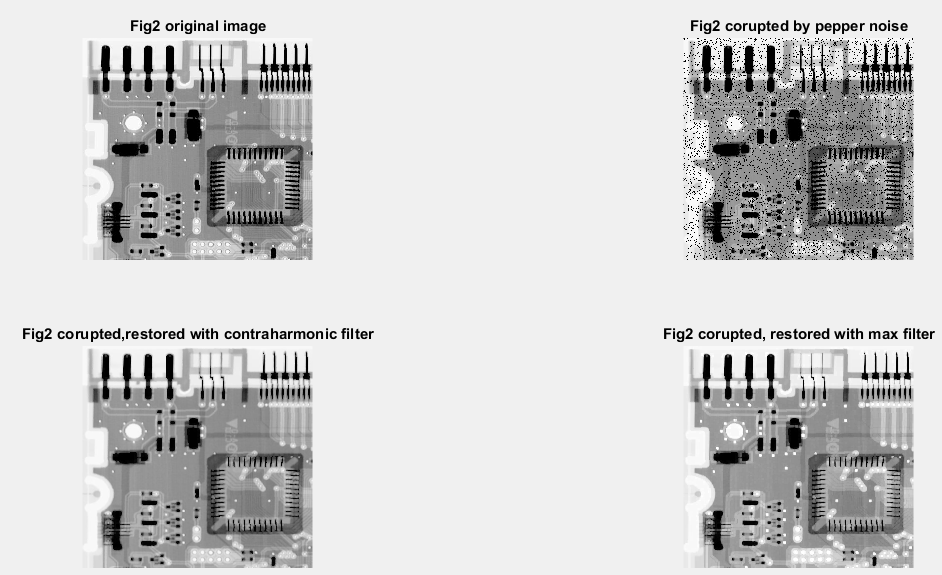 Fig2 original image
Fig2 corupted by pepper noise
Fig2 corupted,restored with contraharmonic filter
Fig2 corupted, restored with max filter